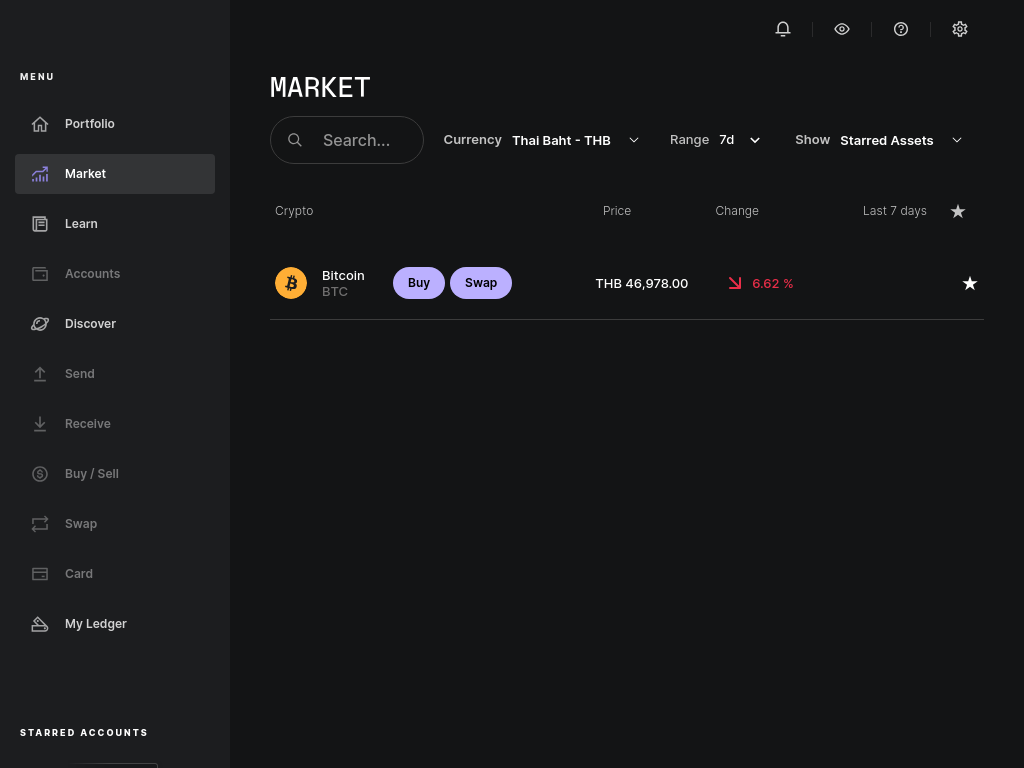 MENU
Portfolio
Market
Learn
Accounts
Discover
Send
Receive
Buy / Sell
Swap
Card
My Ledger
STARRED ACCOUNTS
MARKET
Search...
Currency Thai Baht - THB
Range 7d
Show Starred Assets
Crypto Price Change Last 7 days
Bitcoin
BTC
Buy Swap THB 46,978.00 6.62 %